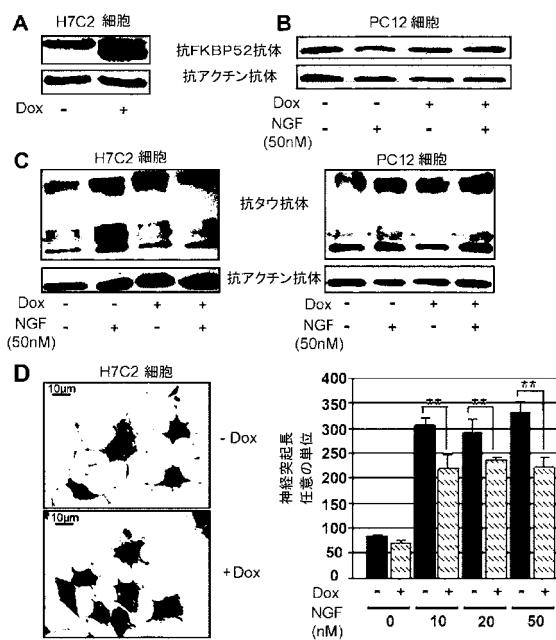 A
H7C2 細胞
抗FKBP52抗体
抗アクチン抗体
Dox - +
B
PC12 細胞
Dox - - + +
NGF - + - +
(50nM)
C
H7C2 細胞
PC12 細胞
抗タウ抗体
抗アクチン抗体
Dox - - + +
NGF - + - +
(50nM)
Dox - - + +
NGF - + - +
(50nM)
D
H7C2 細胞
10µm
- Dox
10µm
+Dox
神経突起長
任意の単位
400
350
300
250
200
150
100
50
0
**
**
**
Dox - + - + - + - +
NGF
(nM)
0 10 20 50